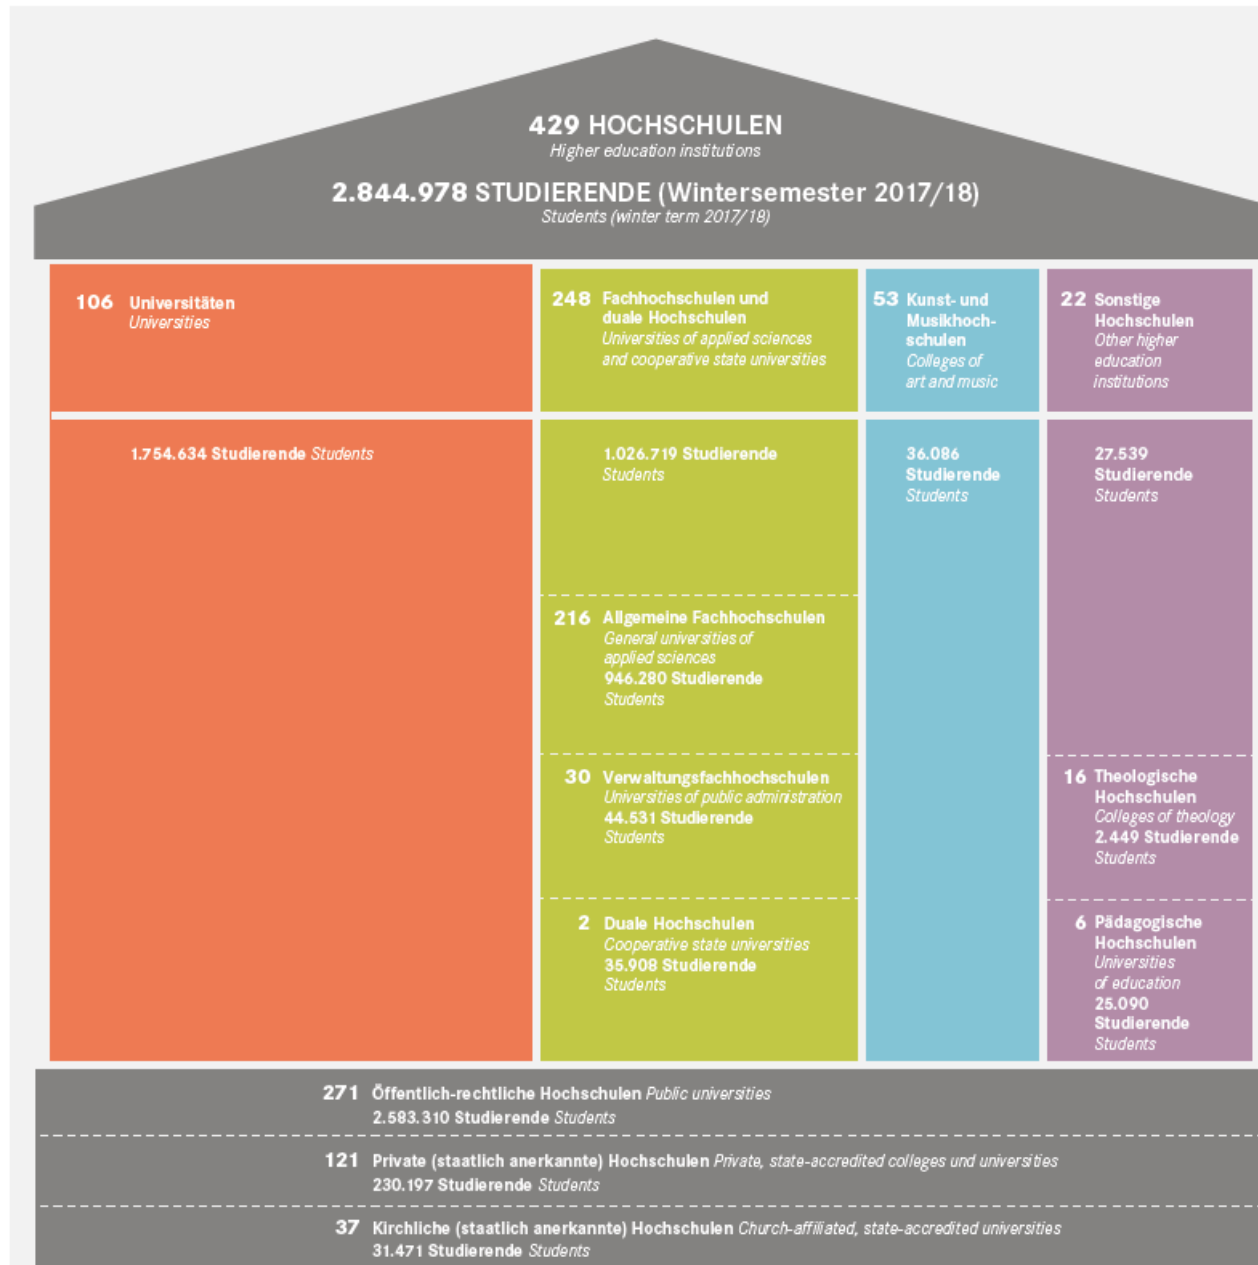 429 HOCHSCHULEN
Higher education institutions
2.844.978 STUDIERENDE (Wintersemester 2017/18)
Students (winter term 2017/18)
106 Universitäten
Universities
1.754.634 Studierende Students
248 Fachhochschulen und
duale Hochschulen
Universities of applied sciences
and cooperative state universities
1.026.719 Studierende
Students
216 Allgemeine Fachhochschulen
General universities of
applied sciences
946.280 Studierende
Students
30 Verwaltungsfachhochschulen
Universities of public administration
44.531 Studierende
Students
2 Duale Hochschulen
Cooperative state universities
35.908 Studierende
Students
53 Kunst- und
Musikhoch-
schulen
Colleges of
art and music
36.086
Studierende
Students
22 Sonstige
Hochschulen
Other higher
education
institutions
27.539
Studierende
Students
16 Theologische
Hochschulen
Colleges of theology
2.449 Studierende
Students
6 Pädagogische
Hochschulen
Universities
of education
25.090
Studierende
Students
271 Öffentlich-rechtliche Hochschulen Public universities
2.583.310 Studierende Students
121 Private (staatlich anerkannte) Hochschulen Private, state-accredited colleges und universities
230.197 Studierende Students
37 Kirchliche (staatlich anerkannte) Hochschulen Church-affiliated, state-accredited universities
31.471 Studierende Students